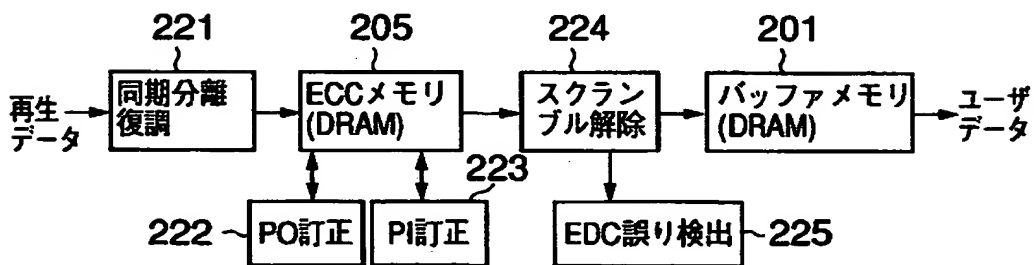 221
205
224
201
再生
データ
同期分離
復調
ECCメモリ
(DRAM)
スクラン
ブル解除
バッファメモリ
(DRAM)
ユーザ
データ
222
PO訂正
PI訂正
223
EDC誤り検出
225